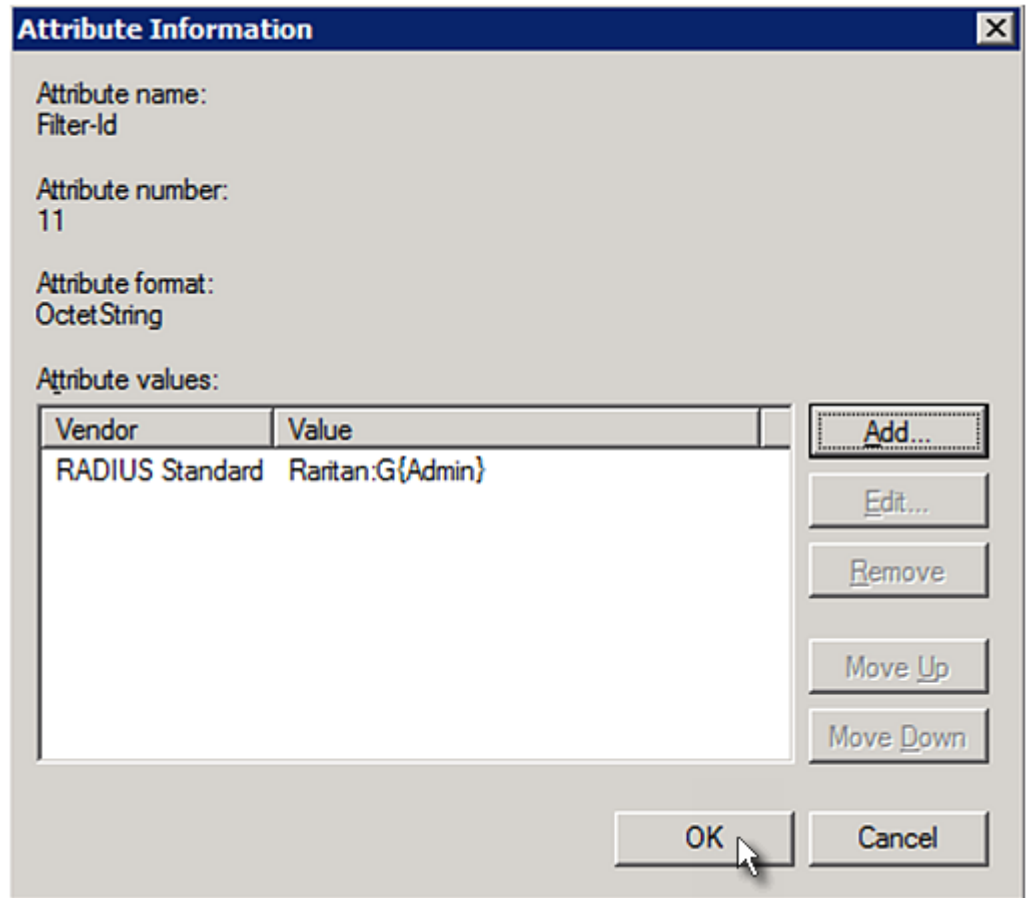 Attribute Information
Attribute name:
Filter-Id
Attribute number:
11
Attribute format:
OctetString
Attribute values:
Vendor Value
RADIUS Standard Raritan:G{Admin}
Add...
Edit...
Remove
Move Up
Move Down
OK Cancel